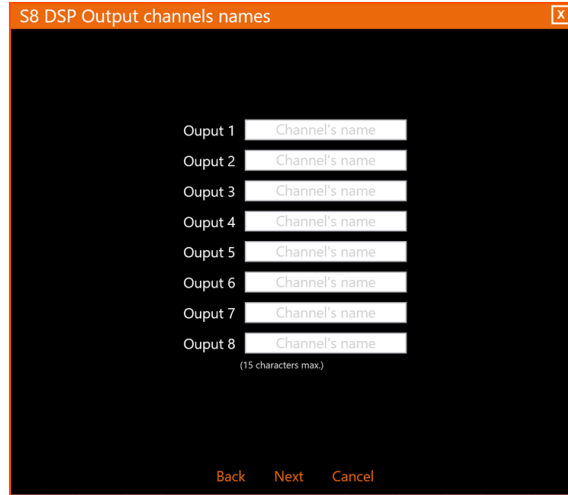 S8 DSP Output channels names X
Ouput 1 Channel's name
Ouput 2 Channel's name
Ouput 3 Channel's name
Ouput 4 Channel's name
Ouput 5 Channel's name
Ouput 6 Channel's name
Ouput 7 Channel's name
Ouput 8 Channel's name
(15 characters max.)
Back Next Cancel